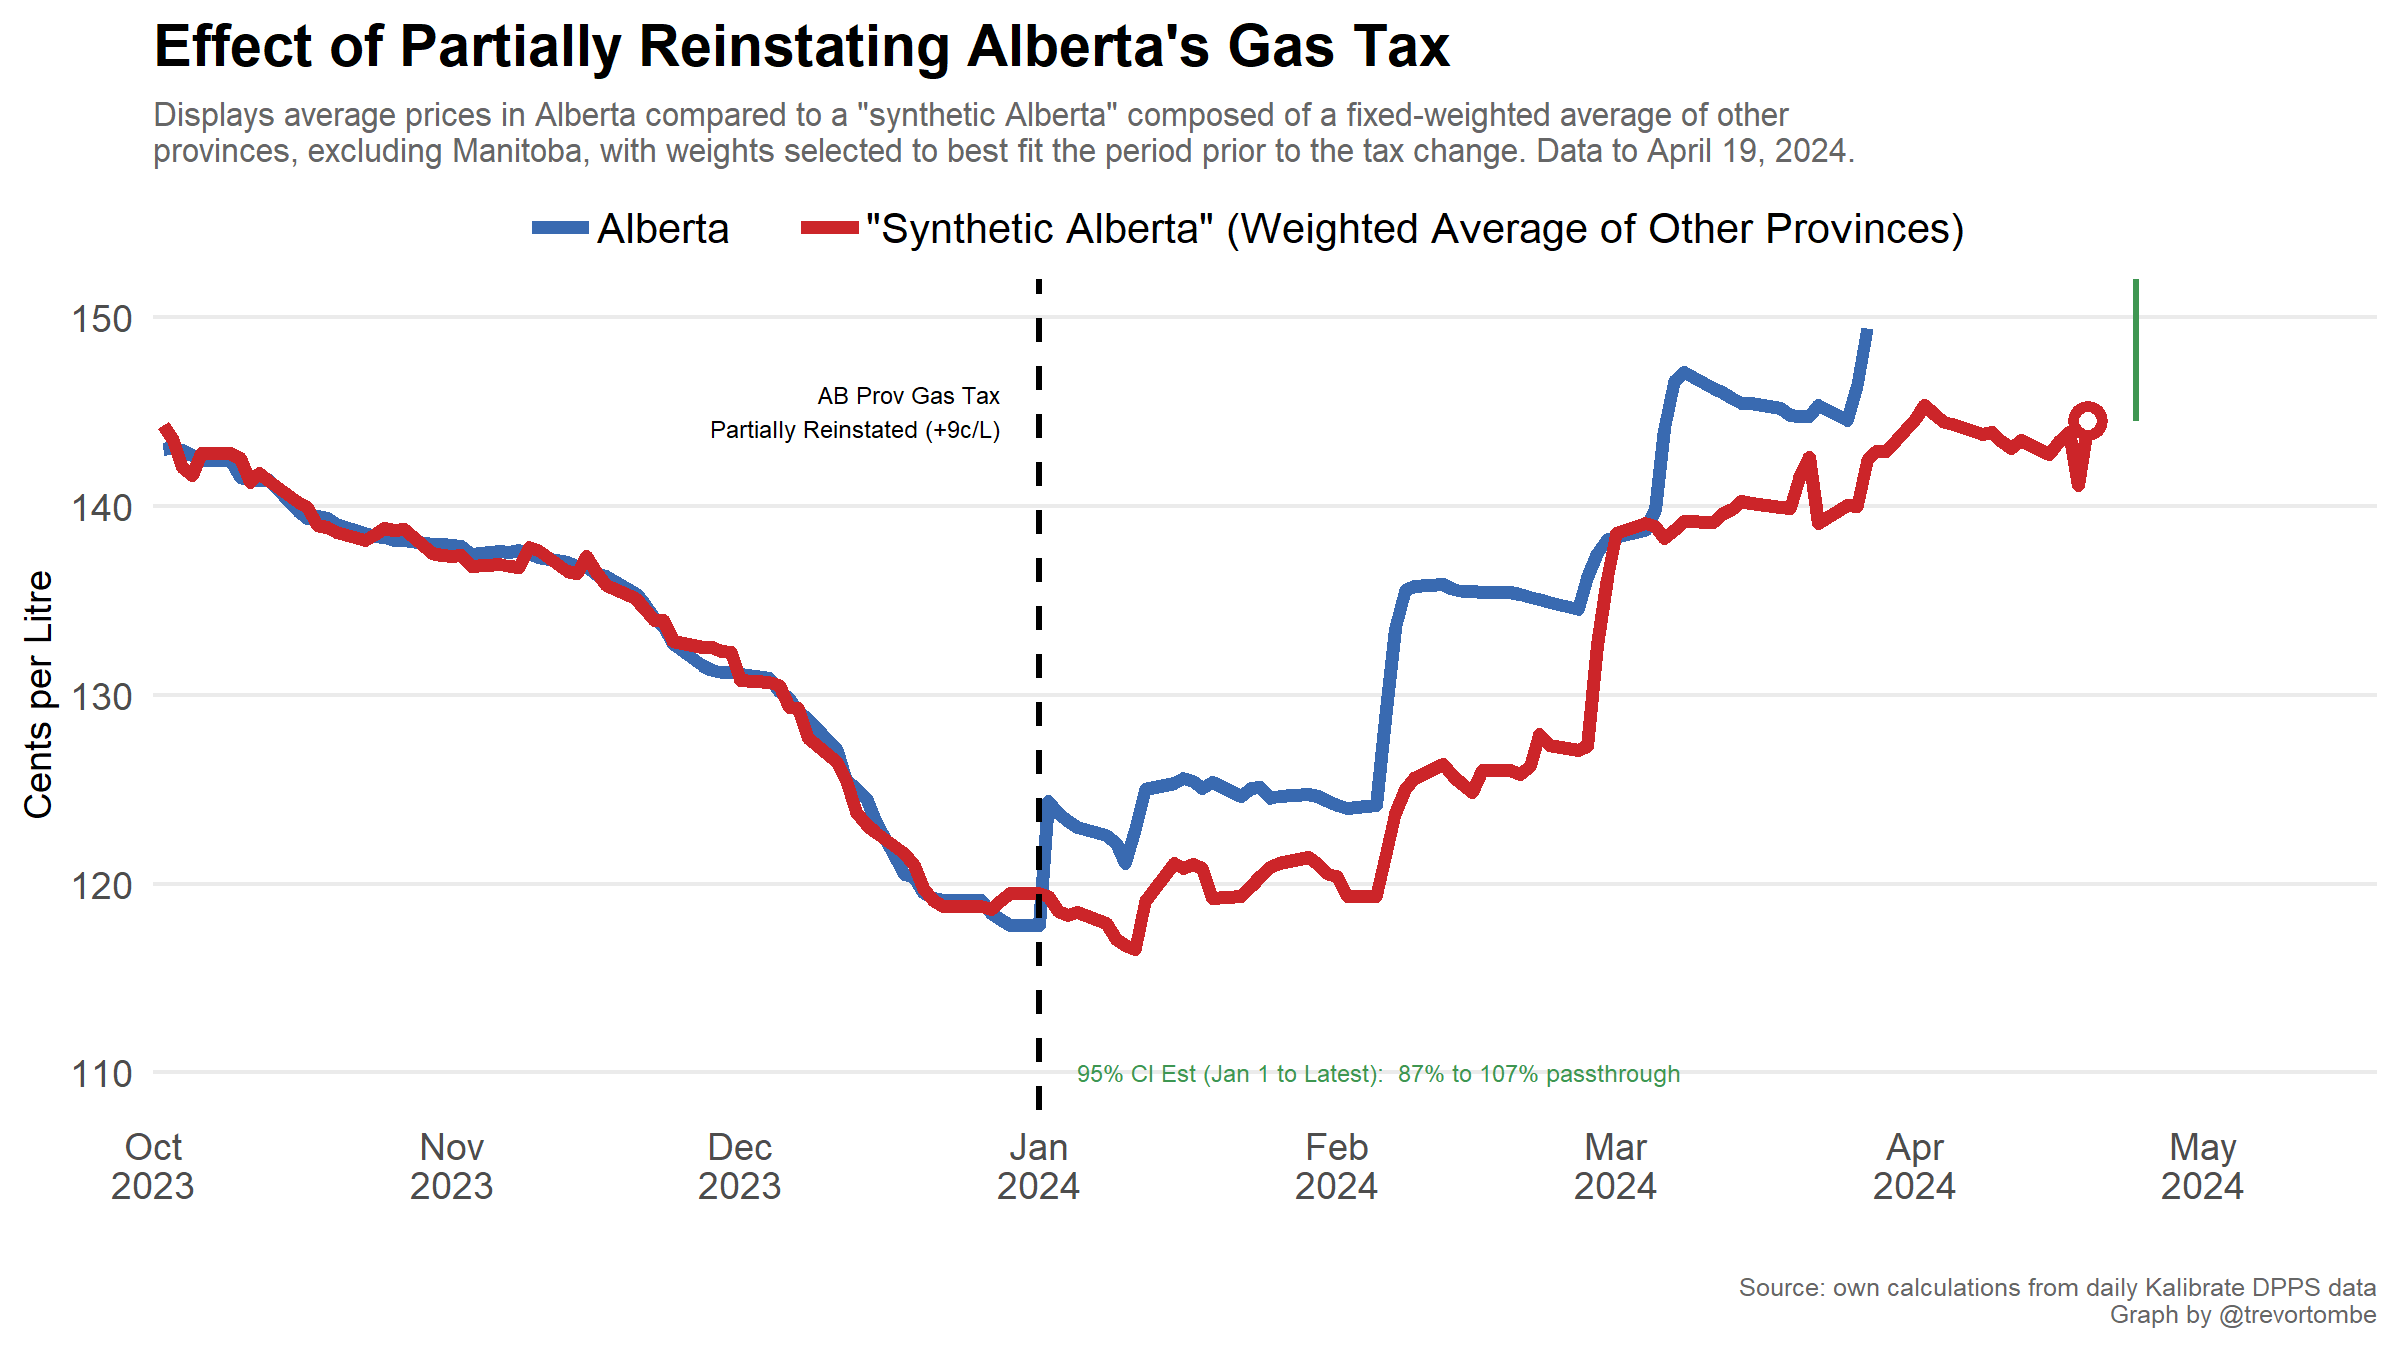 Effect of Partially Reinstating Alberta's Gas Tax
Displays average prices in Alberta compared to a "synthetic Alberta" composed of a fixed-weighted average of other
provinces, excluding Manitoba, with weights selected to best fit the period prior to the tax change. Data to April 19, 2024.
Alberta
"Synthetic Alberta" (Weighted Average of Other Provinces)
150
140
130
120
110
Cents per Litre
AB Prov Gas Tax
Partially Reinstated (+9c/L)
95% CI Est (Jan 1 to Latest):  87% to 107% passthrough
Oct Nov Dec Jan Feb Mar Apr May
2023 2023 2023 2024 2024 2024 2024 2024
Source: own calculations from daily Kalibrate DPPS data
Graph by @trevortombe